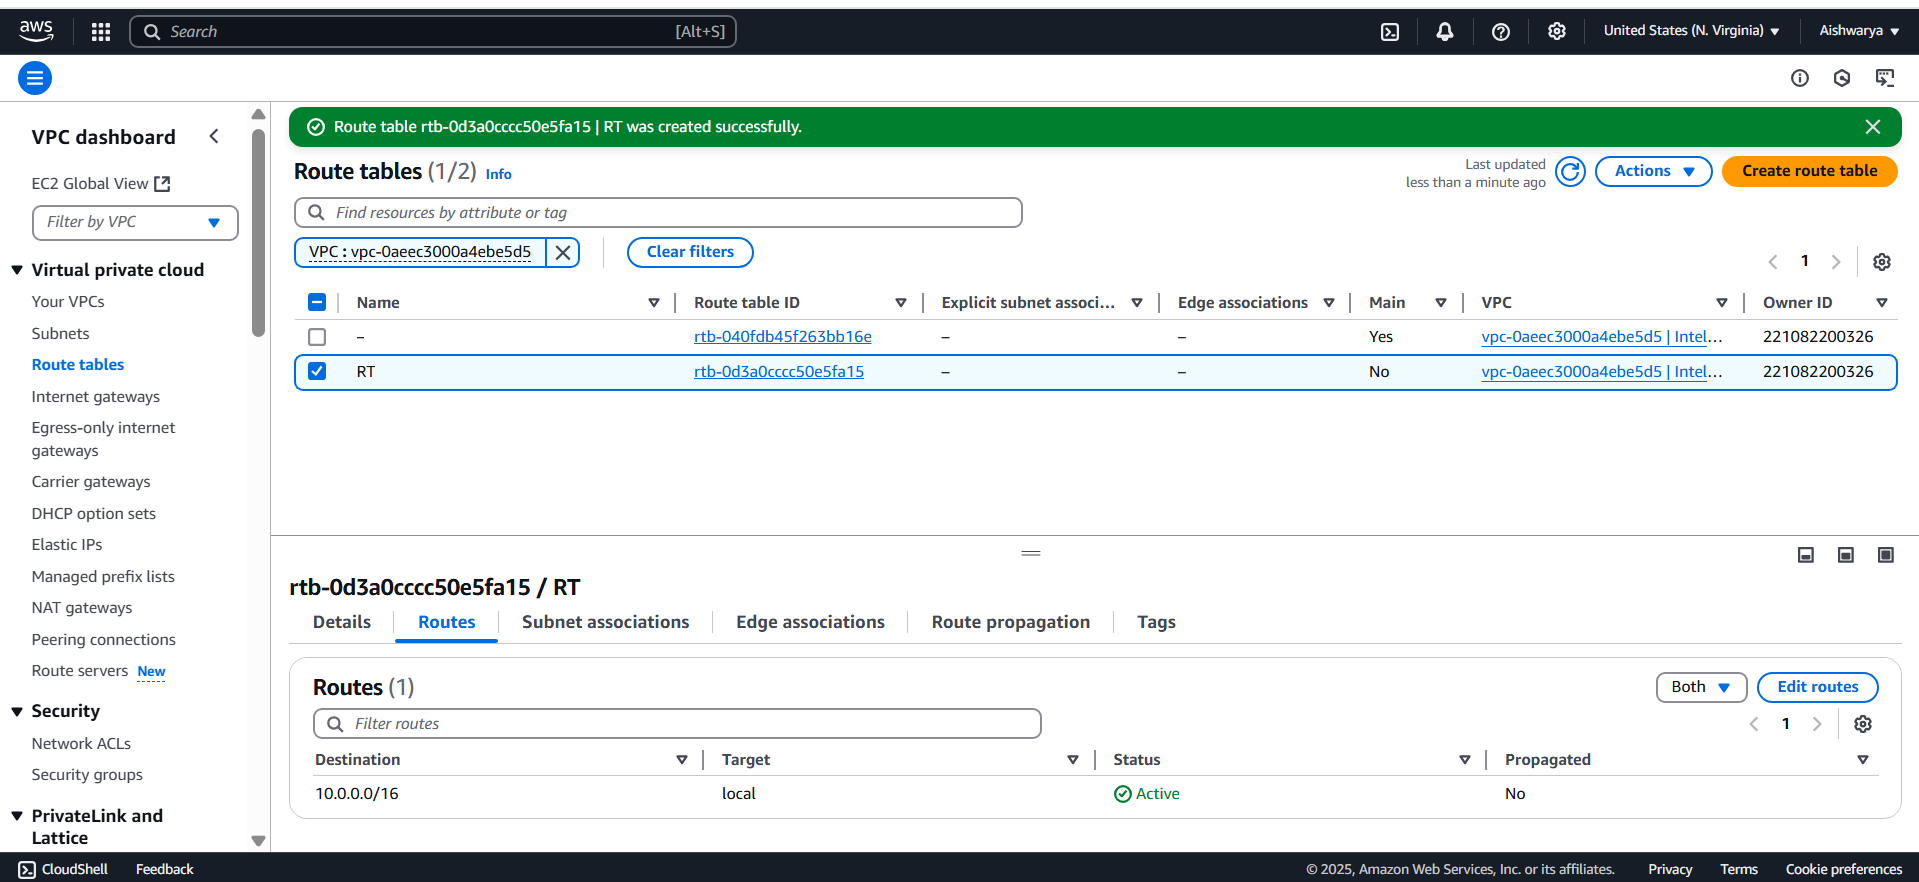 aws
Search [Alt+S]
United States (N. Virginia)
Aishwarya
VPC dashboard
EC2 Global View
Filter by VPC
Virtual private cloud
Your VPCs
Subnets
Route tables
Internet gateways
Egress-only internet
gateways
Carrier gateways
DHCP option sets
Elastic IPs
Managed prefix lists
NAT gateways
Peering connections
Route servers New
Security
Network ACLs
Security groups
PrivateLink and
Lattice
Route table rtb-0d3a0cccc50e5fa15 | RT was created successfully.
Route tables (1/2) Info
Last updated
less than a minute ago
Actions
Create route table
Find resources by attribute or tag
VPC : vpc-0aeec3000a4ebe5d5
Clear filters
1
Name Route table ID Explicit subnet associ... Edge associations Main VPC Owner ID
– rtb-040fdb45f263bb16e – – Yes vpc-0aeec3000a4ebe5d5 | Intel... 221082200326
RT rtb-0d3a0cccc50e5fa15 – – No vpc-0aeec3000a4ebe5d5 | Intel... 221082200326
rtb-0d3a0cccc50e5fa15 / RT
Details Routes Subnet associations Edge associations Route propagation Tags
Routes (1)
Both
Edit routes
Filter routes
1
Destination Target Status Propagated
10.0.0.0/16 local Active No
CloudShell Feedback
© 2025, Amazon Web Services, Inc. or its affiliates. Privacy Terms Cookie preferences